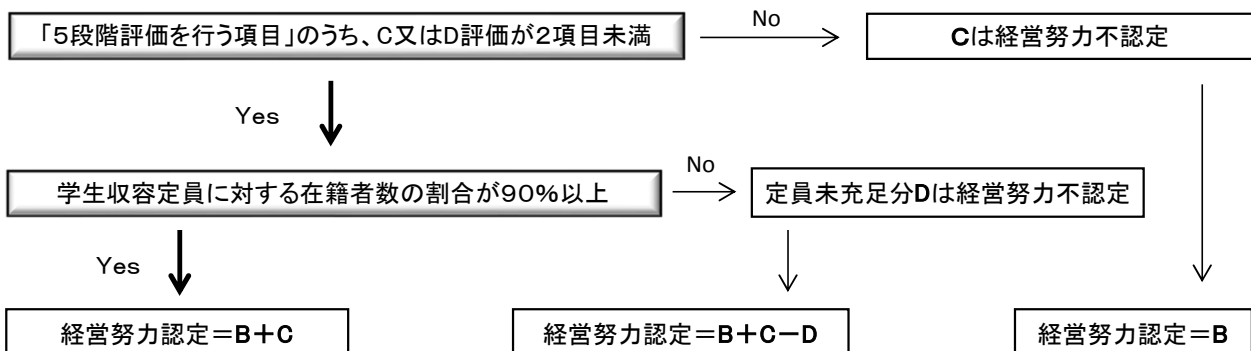 「５段階評価を行う項目」のうち、C又はD評価が２項目未満
No
Cは経営努力不認定
Yes
学生収容定員に対する在籍者数の割合が９０％以上
No
定員未充足分Dは経営努力不認定
Yes
経営努力認定＝B＋C
経営努力認定＝B＋C－D
経営努力認定＝B